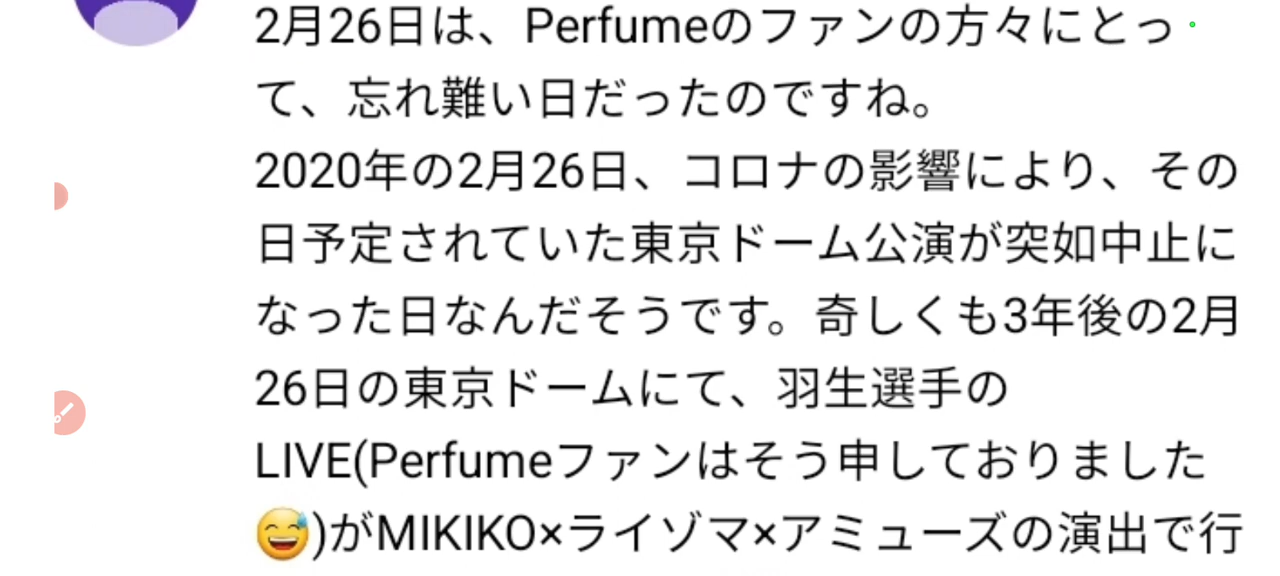 2月26日は、Perfumeのファンの方々にとっ
て、忘れ難い日だったのですね。
2020年の2月26日、コロナの影響により、その
日予定されていた東京ドーム公演が突如中止に
なった日なんだそうです。奇しくも3年後の2月
26日の東京ドームにて、羽生選手の
LIVE(Perfumeファンはそう申しておりました
😅)がMIKIKO×ライゾマ×アミューズの演出で行